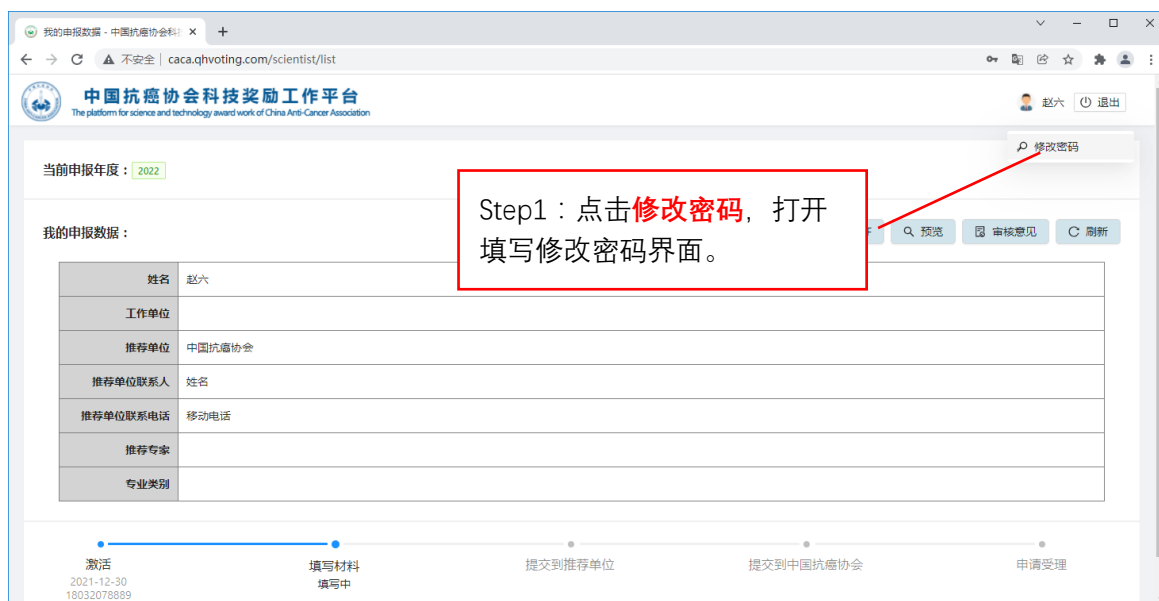 我的申报数据 - 中国抗癌协会科
不安全 | caca.qhvoting.com/scientist/list
中国抗癌协会科技奖励工作平台
The platform for science and technology award work of China Anti-Cancer Association
赵六 退出
修改密码
当前申报年度：2022
Step1：点击修改密码，打开
填写修改密码界面。
我的申报数据：
预览 审核意见 刷新
姓名 赵六
工作单位
推荐单位 中国抗癌协会
推荐单位联系人 姓名
推荐单位联系电话 移动电话
推荐专家
专业类别
激活 填写材料 提交到推荐单位 提交到中国抗癌协会 申请受理
2021-12-30 填写中
18032078889